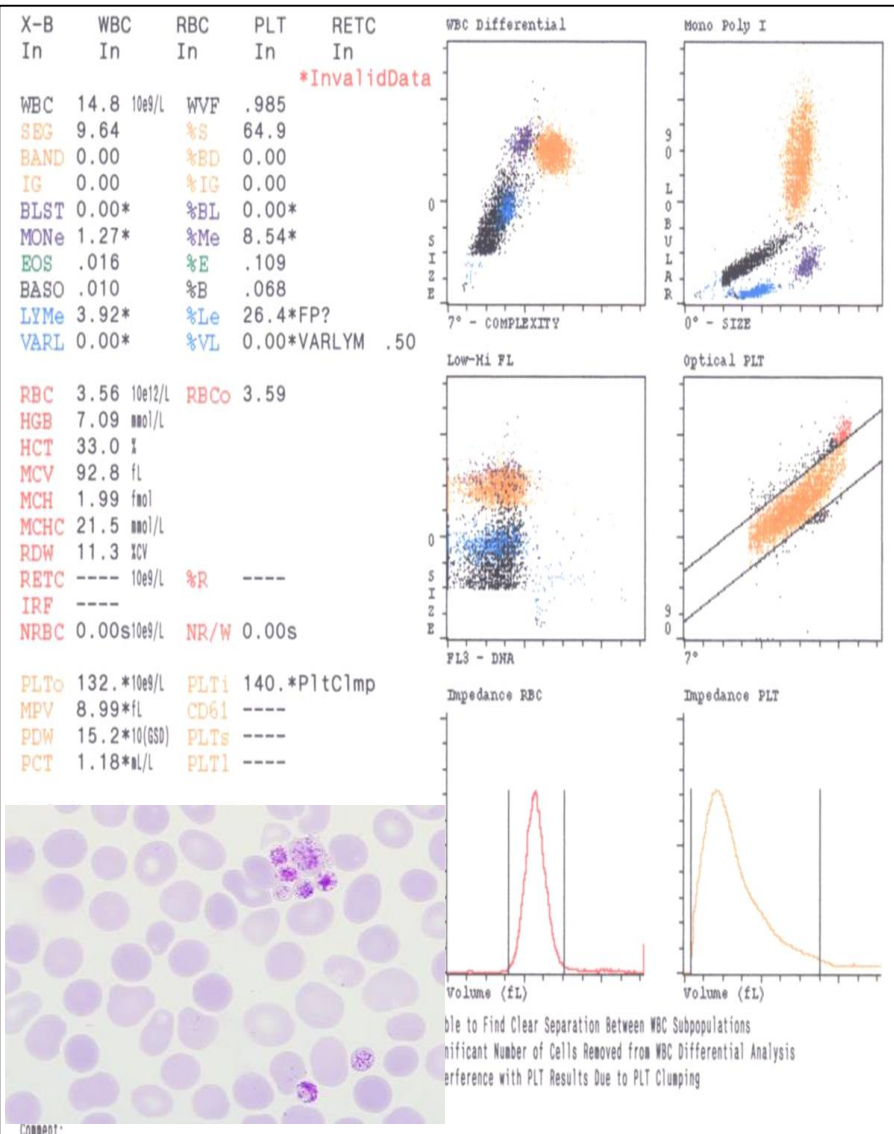 X-B WBC RBC PLT RETC
In In In In In
*InvalidData
WBC 14.8 10e9/L WVF .985
SEG 9.64 %S 64.9
BAND 0.00 %BD 0.00
IG 0.00 %IG 0.00
BLST 0.00* %BL 0.00*
MONe 1.27* %Me 8.54*
EOS .016 %E .109
BASO .010 %B .068
LYMe 3.92* %Le 26.4*FP?
VARL 0.00* %VL 0.00*VARLYM .50
RBC 3.56 10e12/L RBCo 3.59
HGB 7.09 mmol/L
HCT 33.0 %
MCV 92.8 fL
MCH 1.99 fmol
MCHC 21.5 mmol/L
RDW 11.3 %CV
RETC ---- 10e9/L %R ----
IRF ----
NRBC 0.00s10e9/L NR/W 0.00s
PLTo 132.*10e9/L PLTi 140.*PltClmp
MPV 8.99*fL CD61 ----
PDW 15.2*10(GSD) PLTs ----
PCT 1.18*mL/L PLTl ----
WBC Differential
0 SIZE
7° - COMPLEXITY
Mono Poly I
90 LOBULAR
0° - SIZE
Low-Hi FL
0 SIZE
FL3 - DNA
Optical PLT
0
90
7°
Impedance RBC
Volume (fL)
Impedance PLT
Volume (fL)
ble to Find Clear Separation Between WBC Subpopulations
nificant Number of Cells Removed from WBC Differential Analysis
erference with PLT Results Due to PLT Clumping
Comment: